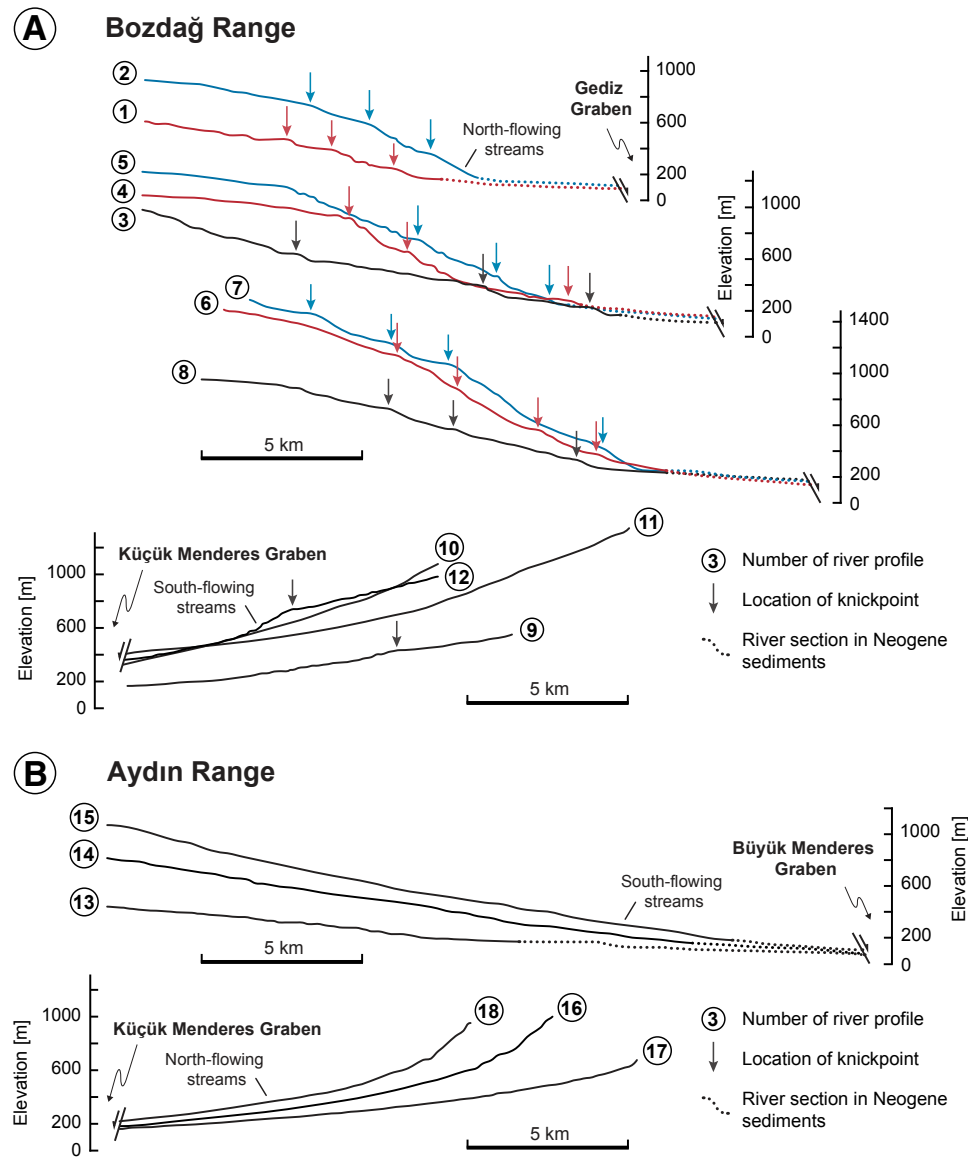 A Bozdağ Range
2
1
5
4
3
7
6
8
North-flowing
streams
Gediz
Graben
1000
600
200
0
Elevation [m]
1000
600
200
0
1400
1000
600
200
0
5 km
Elevation [m]
1000
600
200
0
Küçük Menderes Graben
South-flowing
streams
10
12
11
9
5 km
3 Number of river profile
Location of knickpoint
River section in Neogene
sediments
B Aydın Range
15
14
13
5 km
South-flowing
streams
Büyük Menderes
Graben
1000
600
200
0
Elevation [m]
Elevation [m]
1000
600
200
0
Küçük Menderes Graben
North-flowing
streams
18
16
17
5 km
3 Number of river profile
Location of knickpoint
River section in Neogene
sediments